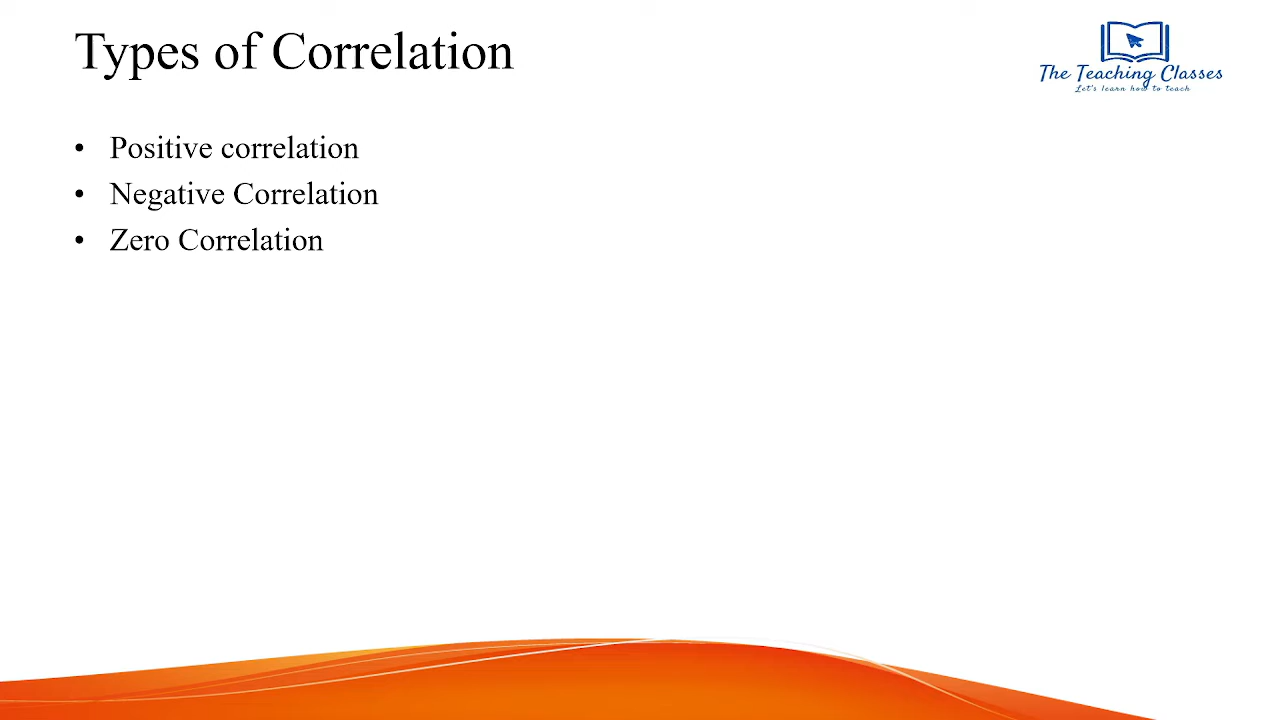 Types of Correlation
The Teaching Classes
Let's learn how to teach
• Positive correlation
• Negative Correlation
• Zero Correlation